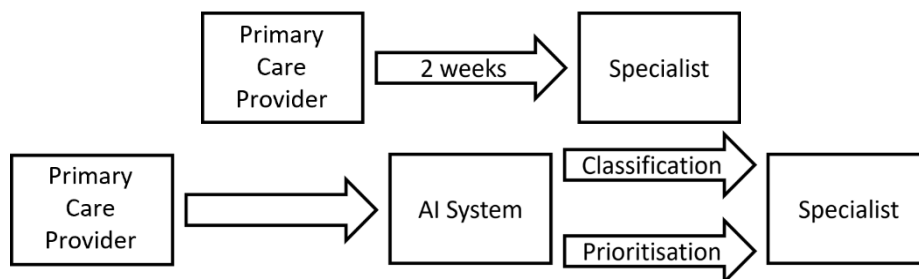 Primary
Care
Provider
2 weeks
Specialist
Primary
Care
Provider
AI System
Classification
Prioritisation
Specialist